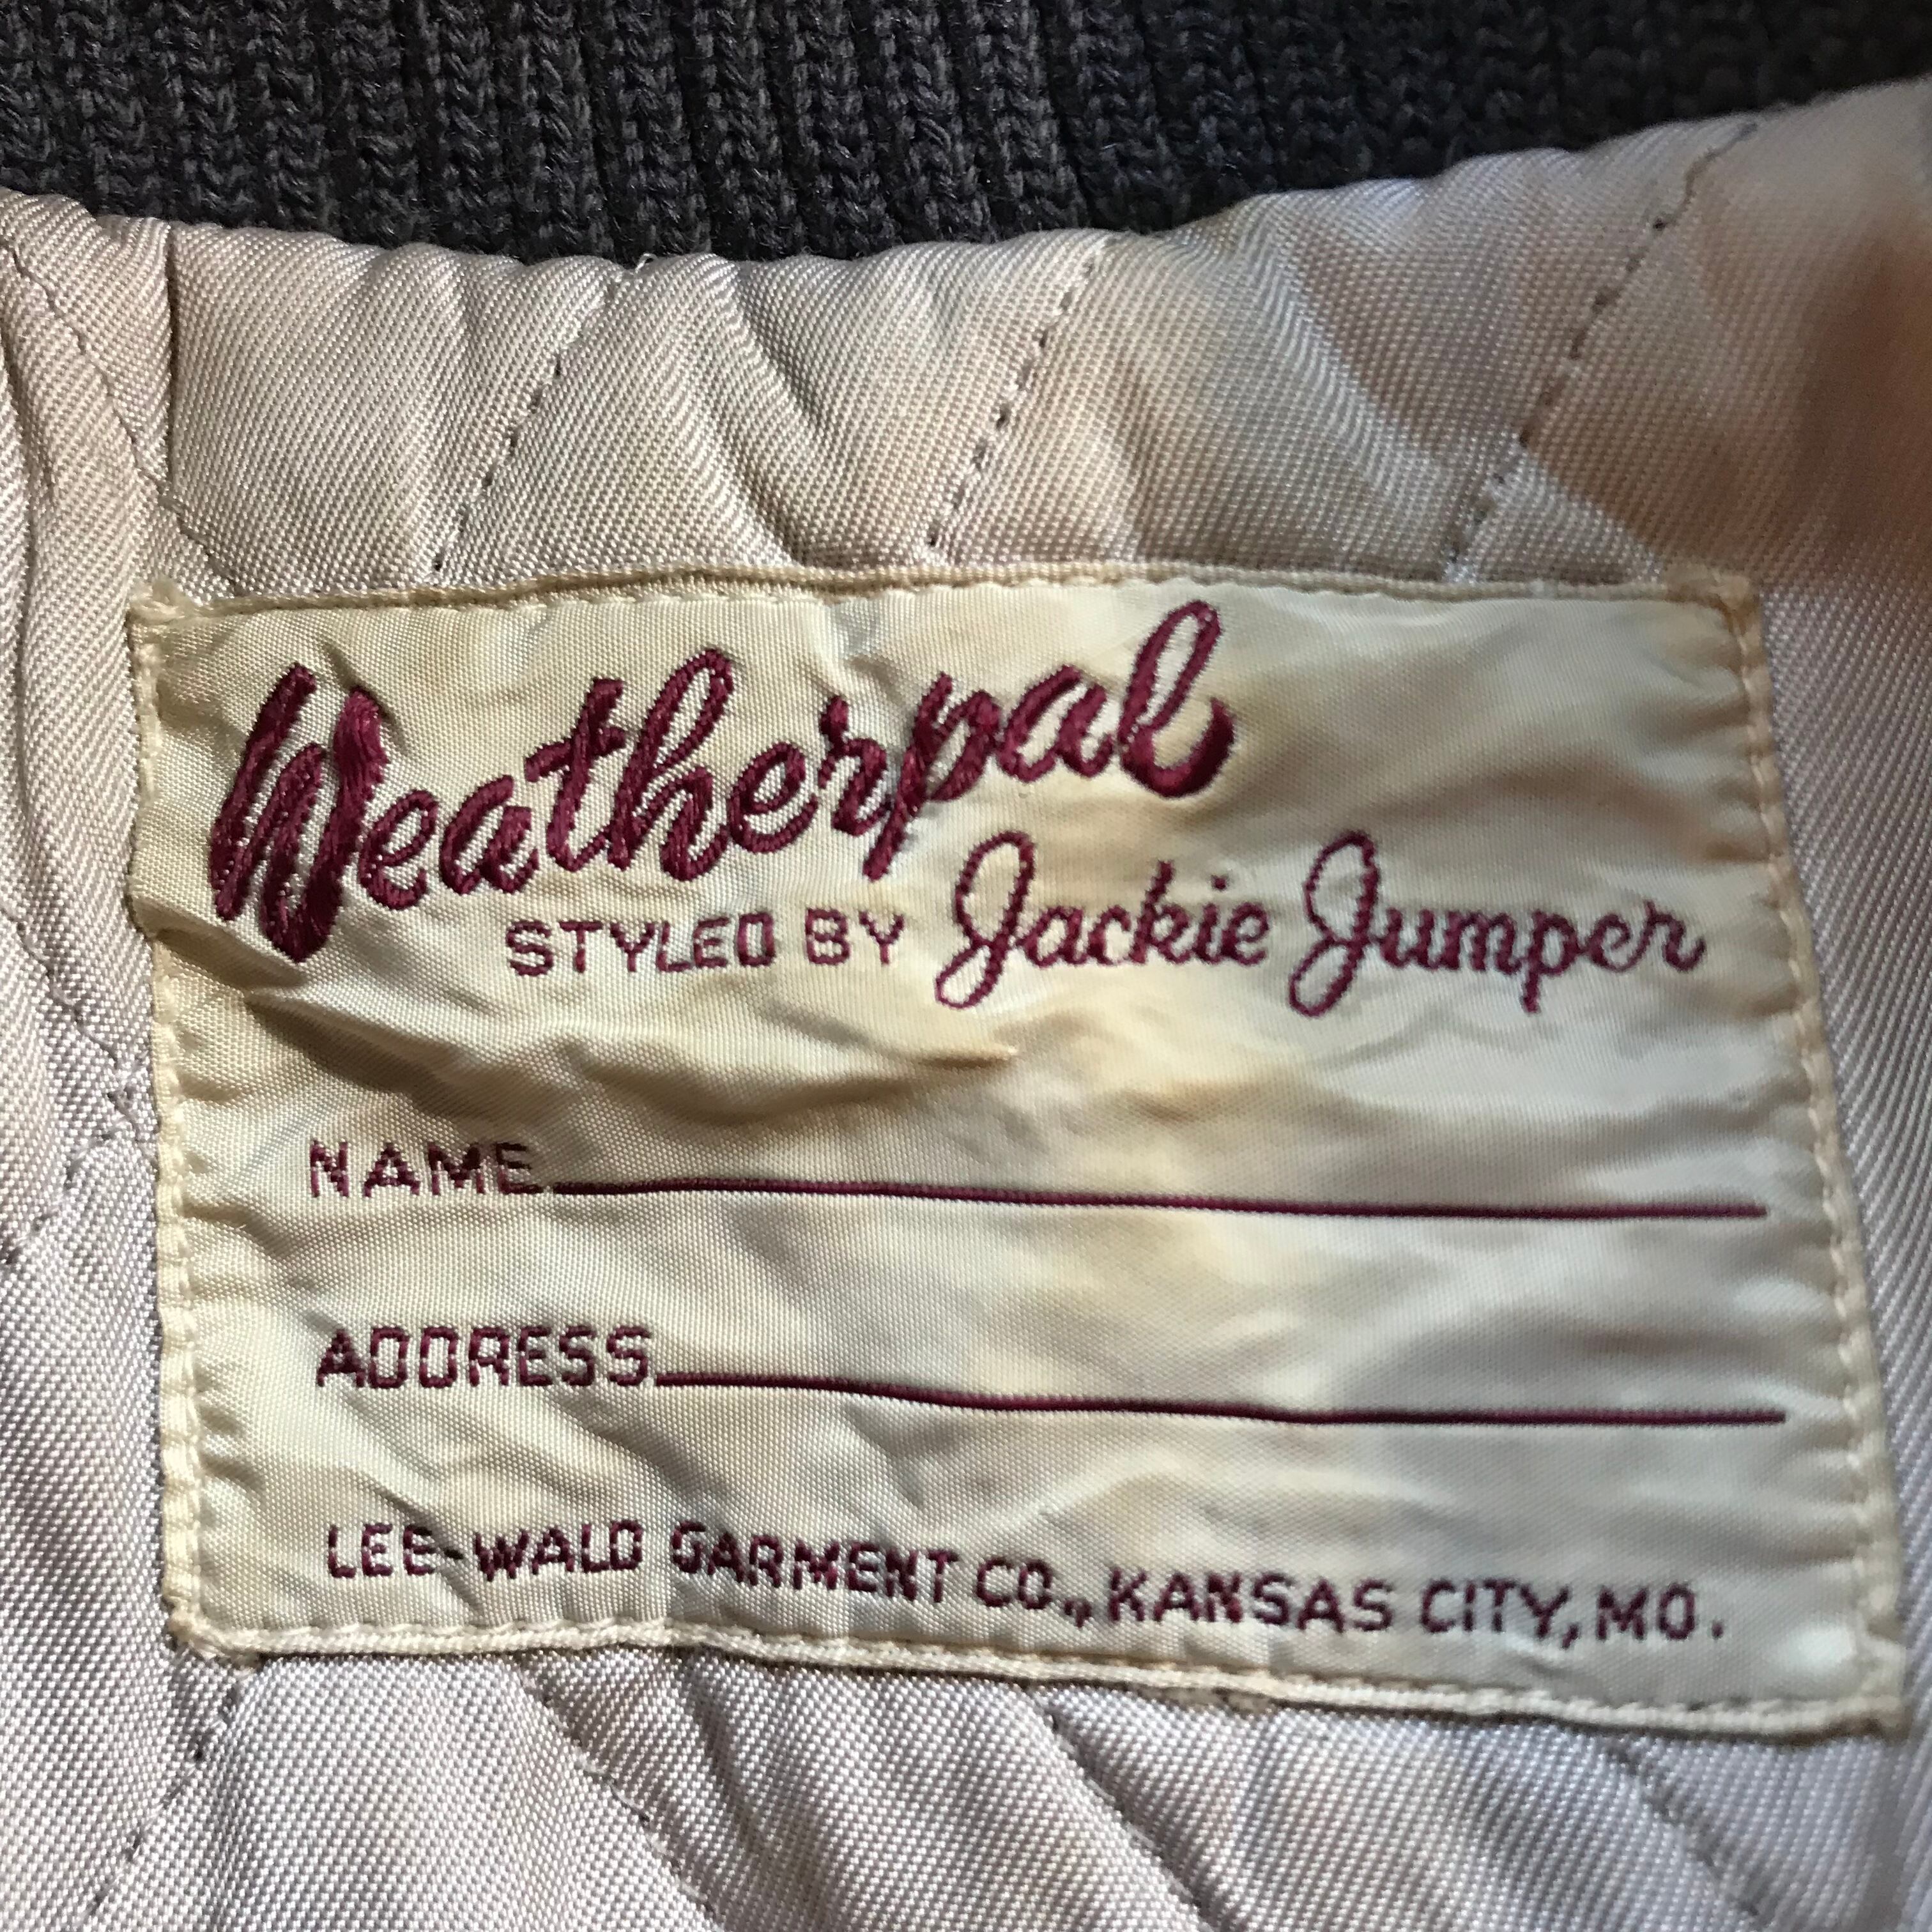 Weatherpal
STYLED BY Jackie Jumper
NAME
ADDRESS
LEE-WALD GARMENT CO., KANSAS CITY, MO.